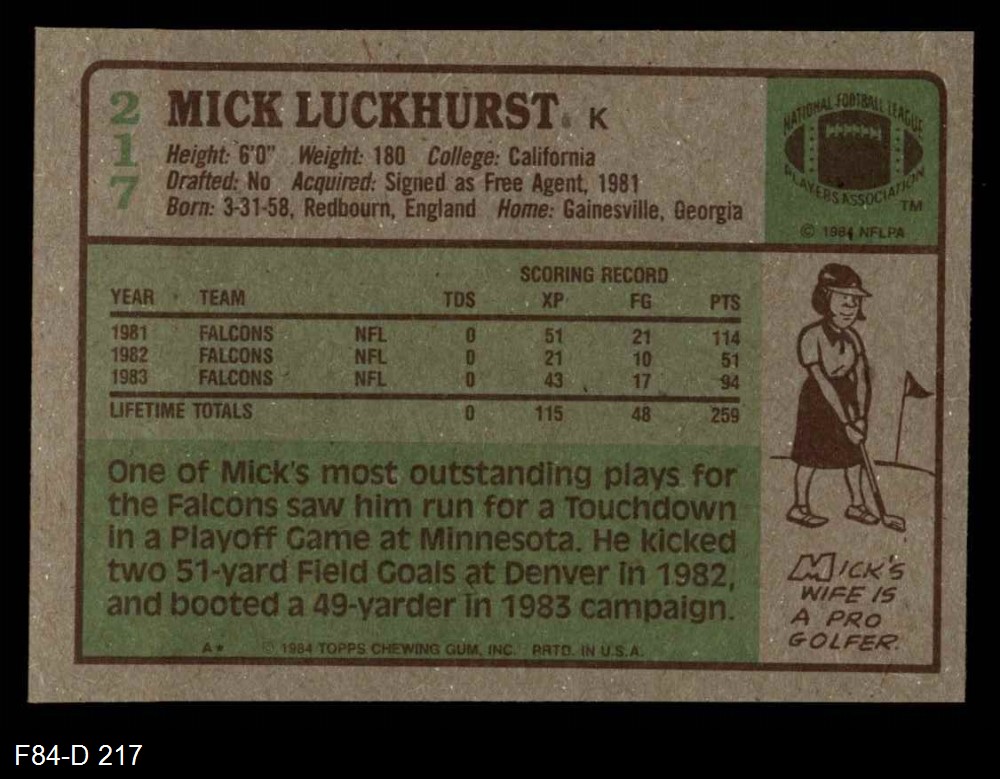 217
MICK LUCKHURST K
Height: 6'0" Weight: 180 College: California
Drafted: No Acquired: Signed as Free Agent, 1981
Born: 3-31-58, Redbourn, England Home: Gainesville, Georgia
NATIONAL FOOTBALL LEAGUE
PLAYERS ASSOCIATION
TM
© 1984 NFLPA
SCORING RECORD
YEAR TEAM TDS XP FG PTS
1981 FALCONS NFL 0 51 21 114
1982 FALCONS NFL 0 21 10 51
1983 FALCONS NFL 0 43 17 94
LIFETIME TOTALS 0 115 48 259
One of Mick's most outstanding plays for
the Falcons saw him run for a Touchdown
in a Playoff Game at Minnesota. He kicked
two 51-yard Field Goals at Denver in 1982,
and booted a 49-yarder in 1983 campaign.
A* © 1984 TOPPS CHEWING GUM, INC. PRTD. IN U.S.A.
MICK'S
WIFE IS
A PRO
GOLFER.
F84-D 217